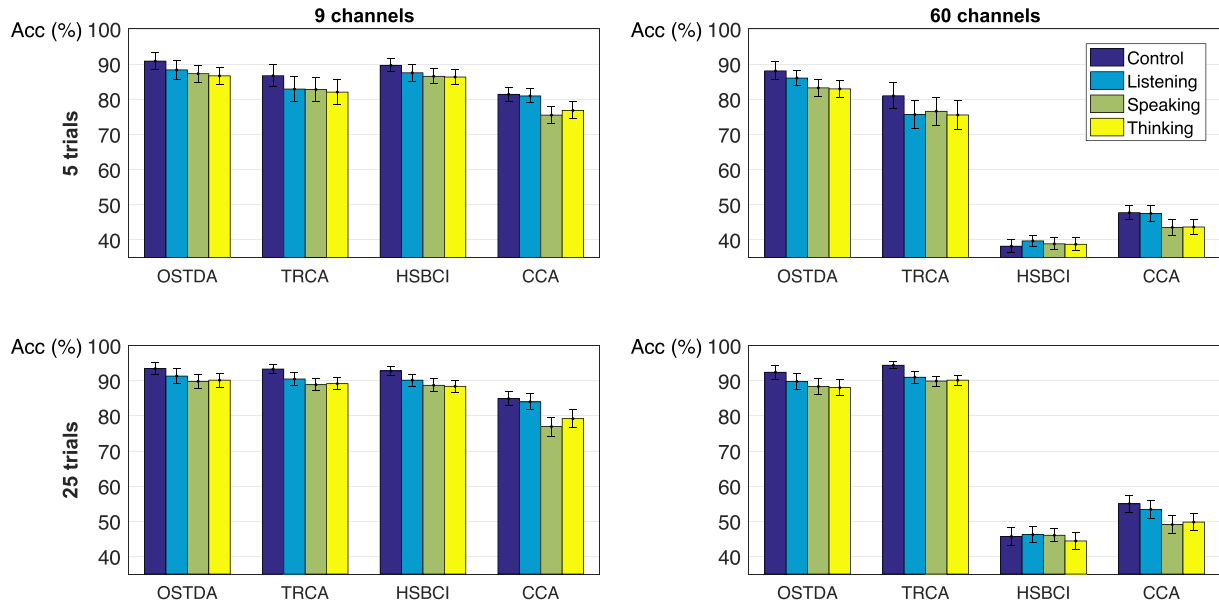 9 channels
60 channels
Acc (%) 100
90
80
70
60
50
40
5 trials
OSTDA TRCA HSBCI CCA
Acc (%) 100
90
80
70
60
50
40
Control
Listening
Speaking
Thinking
OSTDA TRCA HSBCI CCA
Acc (%) 100
90
80
70
60
50
40
25 trials
OSTDA TRCA HSBCI CCA
Acc (%) 100
90
80
70
60
50
40
OSTDA TRCA HSBCI CCA